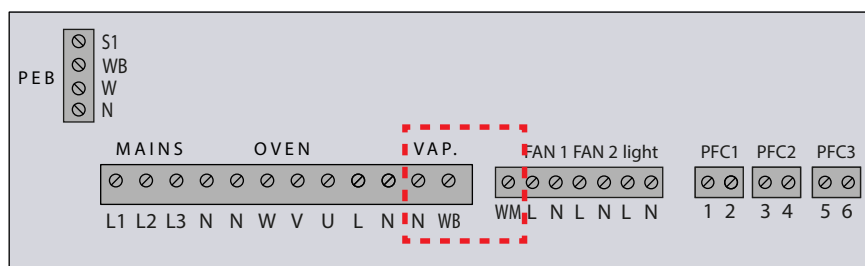 S1
PEB WB
W
N
MAINS OVEN VAP. FAN 1 FAN 2 light PFC1 PFC2 PFC3
L1 L2 L3 N N W V U L N N WB WM L N L N L N 1 2 3 4 5 6